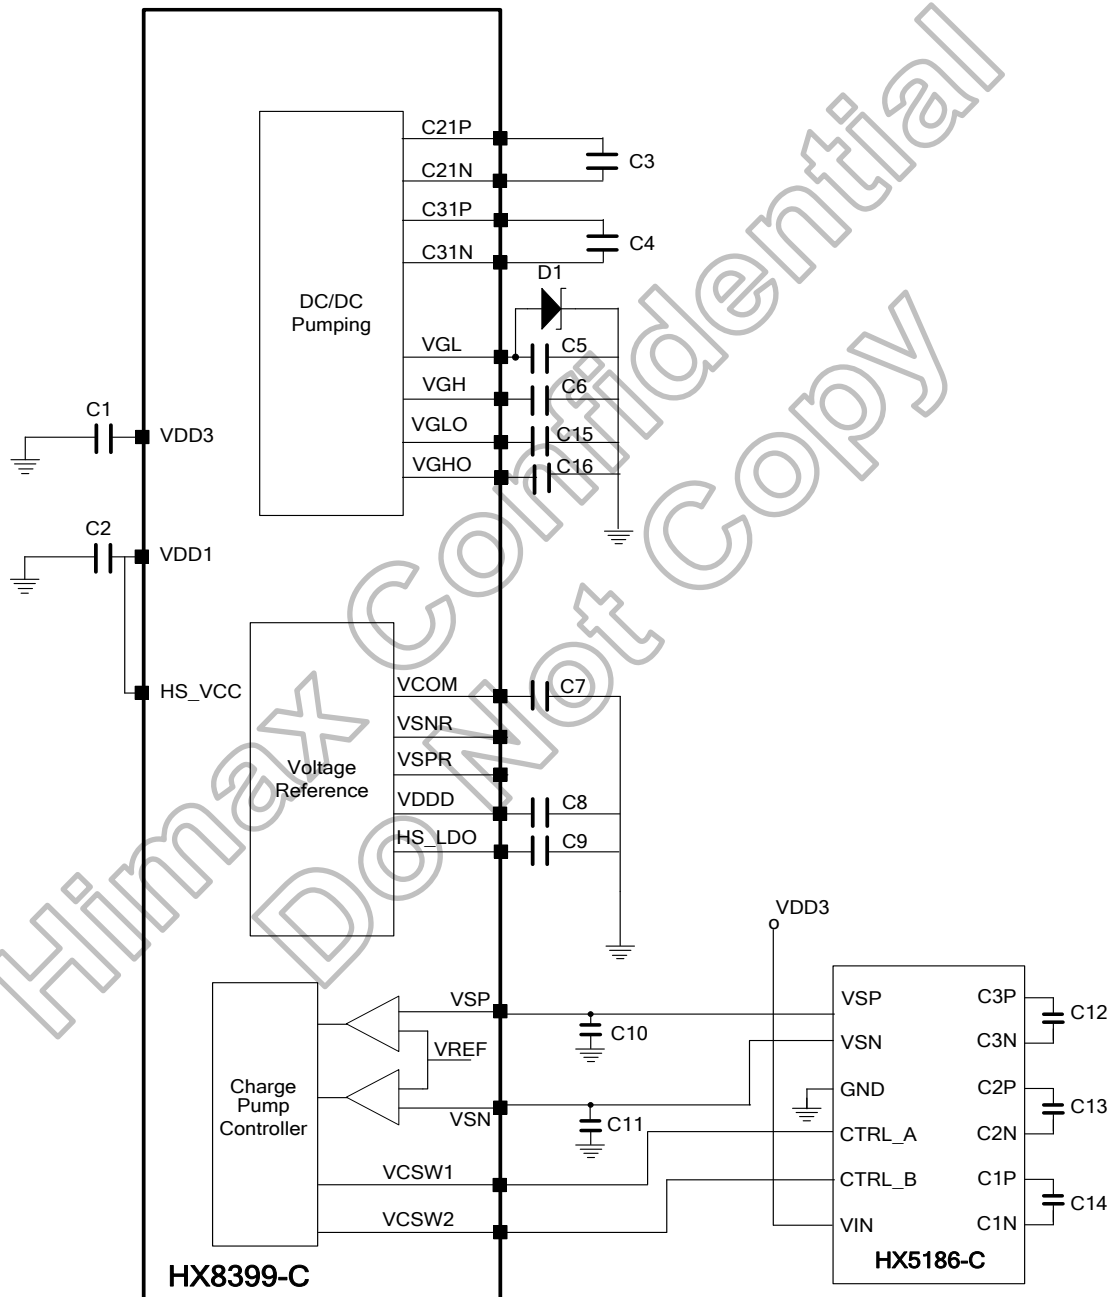 C21P
C21N
C3
C31P
C31N
C4
D1
DC/DC
Pumping
VGL
C5
VGH
C6
VGLO
C15
VGHO
C16
C1
VDD3
C2
VDD1
HS_VCC
Voltage
Reference
VCOM
C7
VSNR
VSPR
VDDD
C8
HS_LDO
C9
Charge
Pump
Controller
VSP
C10
VREF
VSN
C11
VCSW1
VCSW2
HX8399-C
VDD3
VSP
C3P
C12
VSN
C3N
GND
C2P
C13
CTRL_A
C2N
CTRL_B
C1P
C14
VIN
C1N
HX5186-C
Himax Confidential
Do Not Copy